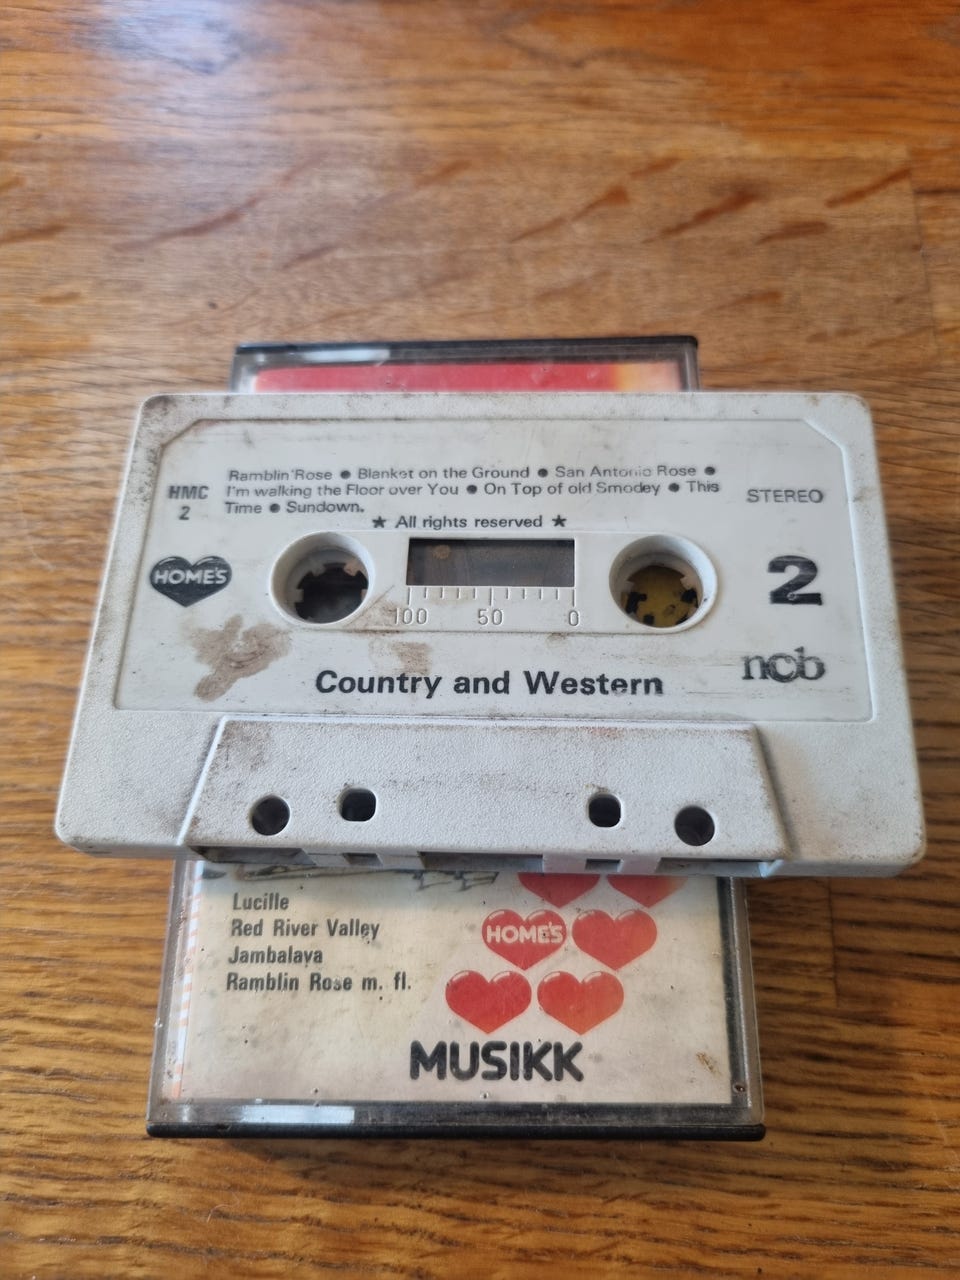 Ramblin'Rose ● Blanket on the Ground ● San Antonio Rose ●
I'm walking the Floor over You ● On Top of old Smodey ● This
Time ● Sundown.
★ All rights reserved ★
HMC
2
STEREO
HOME'S
2
100 50 0
ncb
Country and Western
Lucille
Red River Valley
Jambalaya
Ramblin Rose m. fl.
HOME'S
MUSIKK